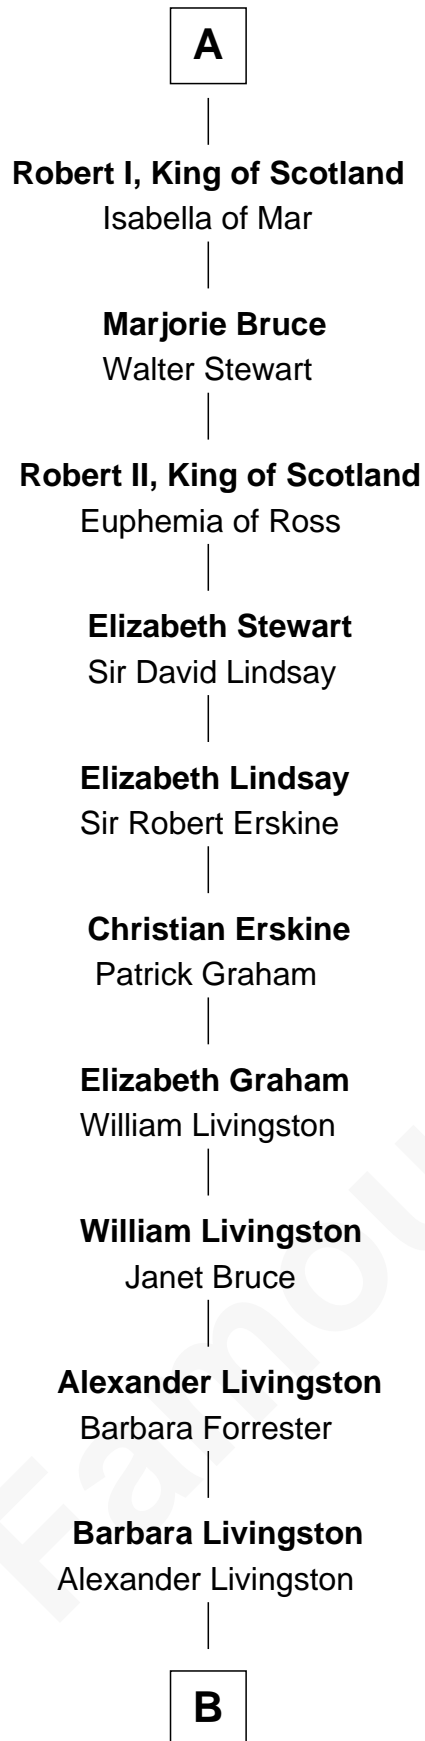 A
Robert I, King of Scotland
Isabella of Mar
Marjorie Bruce
Walter Stewart
Robert II, King of Scotland
Euphemia of Ross
Elizabeth Stewart
Sir David Lindsay
Elizabeth Lindsay
Sir Robert Erskine
Christian Erskine
Patrick Graham
Elizabeth Graham
William Livingston
William Livingston
Janet Bruce
Alexander Livingston
Barbara Forrester
Barbara Livingston
Alexander Livingston
B
Famou